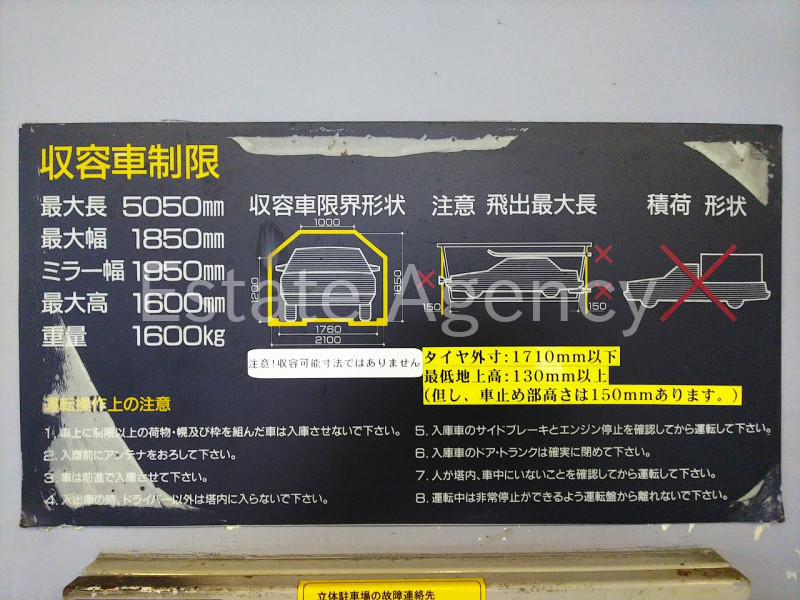 収容車制限
最大長 5050mm
最大幅 1850mm
ミラー幅 1950mm
最大高 1600mm
重量 1600kg
収容車限界形状
1000
1200
1650
1760
2100
注意 飛出最大長
150
150
積荷 形状
注意!収容可能寸法ではありません
タイヤ外寸:1710mm以下
最低地上高:130mm以上
(但し、車止め部高さは150mmあります。)
Estate Agency
運転操作上の注意
1. 車上に制限以上の荷物・幌及び枠を組んだ車は入庫させないで下さい。
2. 入庫前にアンテナをおろして下さい。
3. 車は前進で入庫させて下さい。
4. 入出庫の時、ドライバー以外は塔内に入らないで下さい。
5. 入庫車のサイドブレーキとエンジン停止を確認してから運転して下さい。
6. 入庫車のドア・トランクは確実に閉めて下さい。
7. 人が塔内、車中にいないことを確認してから運転して下さい。
8. 運転中は非常停止ができるよう運転盤から離れないで下さい。
立体駐車場の故障連絡先